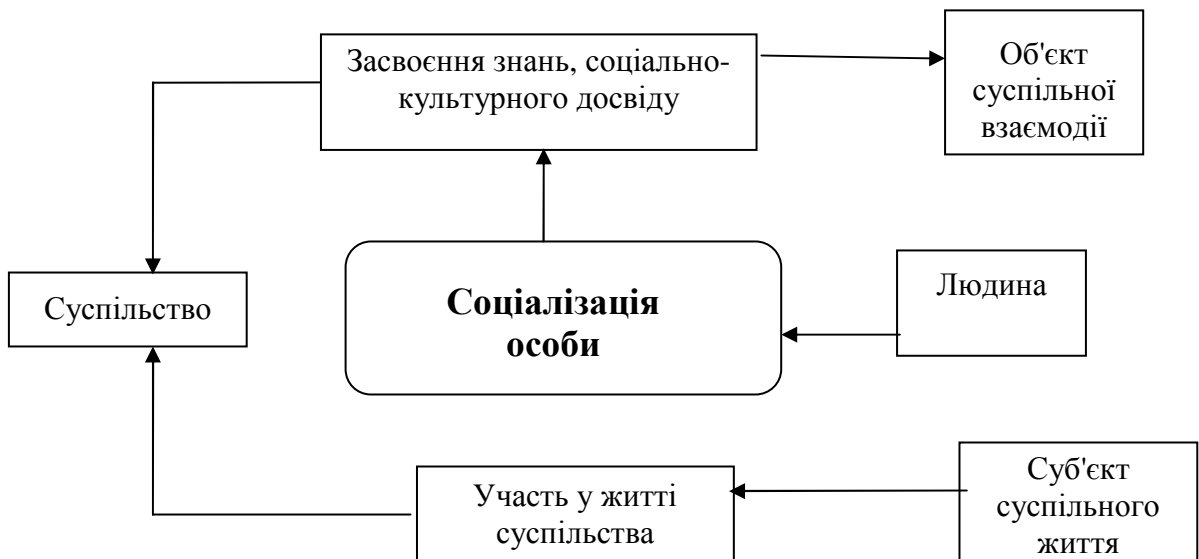 Засвоєння знань, соціально-
культурного досвіду
Об'єкт
суспільної
взаємодії
Суспільство
Соціалізація
особи
Людина
Участь у житті
суспільства
Суб'єкт
суспільного
життя